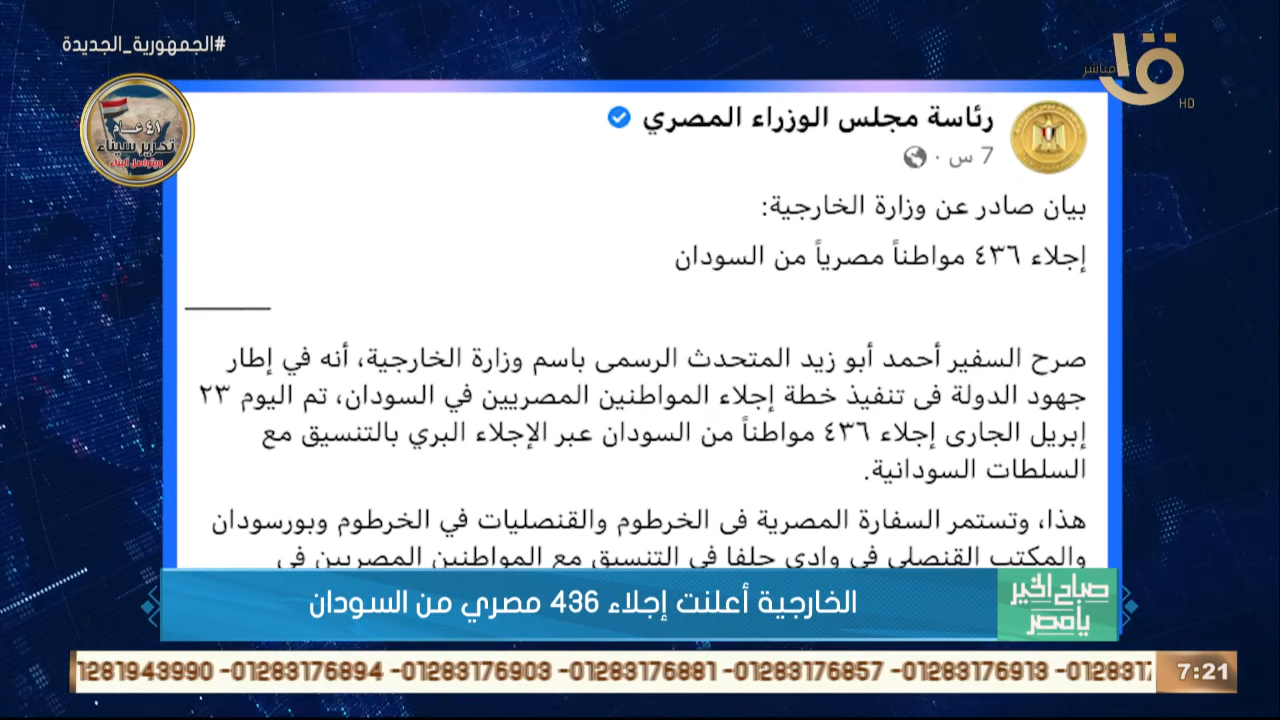 #الجمهورية_الجديدة
مباشر
HD
٤١ عـام
تحرير سيناء
رئاسة مجلس الوزراء المصري
7 س ·
بيان صادر عن وزارة الخارجية:
إجلاء ٤٣٦ مواطناً مصرياً من السودان
صرح السفير أحمد أبو زيد المتحدث الرسمى باسم وزارة الخارجية، أنه في إطار
جهود الدولة فى تنفيذ خطة إجلاء المواطنين المصريين في السودان، تم اليوم ٢٣
إبريل الجارى إجلاء ٤٣٦ مواطناً من السودان عبر الإجلاء البري بالتنسيق مع
السلطات السودانية.
هذا، وتستمر السفارة المصرية فى الخرطوم والقنصليات في الخرطوم وبورسودان
والمكتب القنصلي في وادي حلفا في التنسيق مع المواطنين المصريين في
صباح الخير
يا مصر
الخارجية أعلنت إجلاء 436 مصري من السودان
1281943990 -01283176894 -01283176903 -01283176881 -01283176857 -01283176913 -012831
7:21